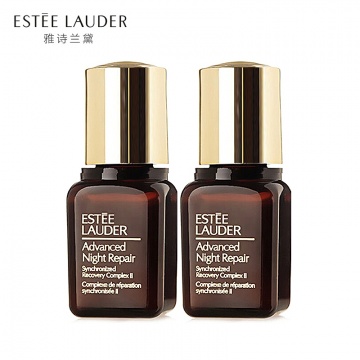 ESTĒE LAUDER
雅诗兰黛
ESTĒE
LAUDER
Advanced
Night Repair
Synchronized
Recovery Complex II
Complexe de réparation
synchronisée II
ESTĒE
LAUDER
Advanced
Night Repair
Synchronized
Recovery Complex II
Complexe de réparation
synchronisée II